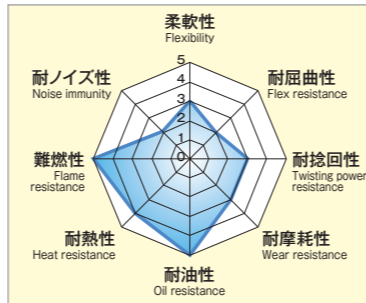 柔軟性
Flexibility
耐ノイズ性
Noise immunity
耐屈曲性
Flex resistance
5
4
3
2
1
0
難燃性
Flame
resistance
耐捻回性
Twisting power
resistance
耐熱性
Heat resistance
耐摩耗性
Wear resistance
耐油性
Oil resistance